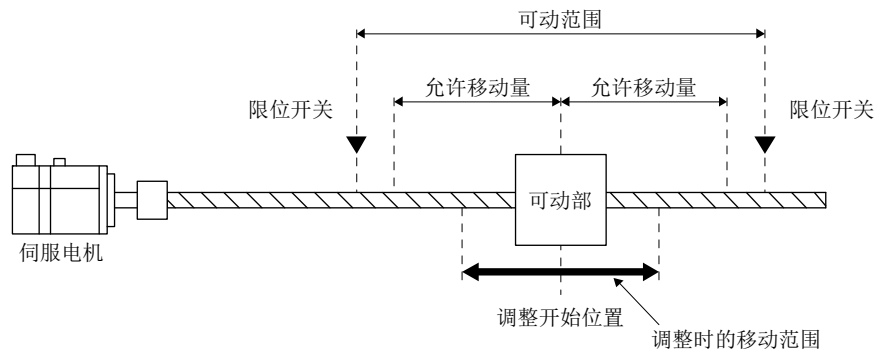 可动范围
允许移动量
允许移动量
限位开关
限位开关
可动部
伺服电机
调整开始位置
调整时的移动范围